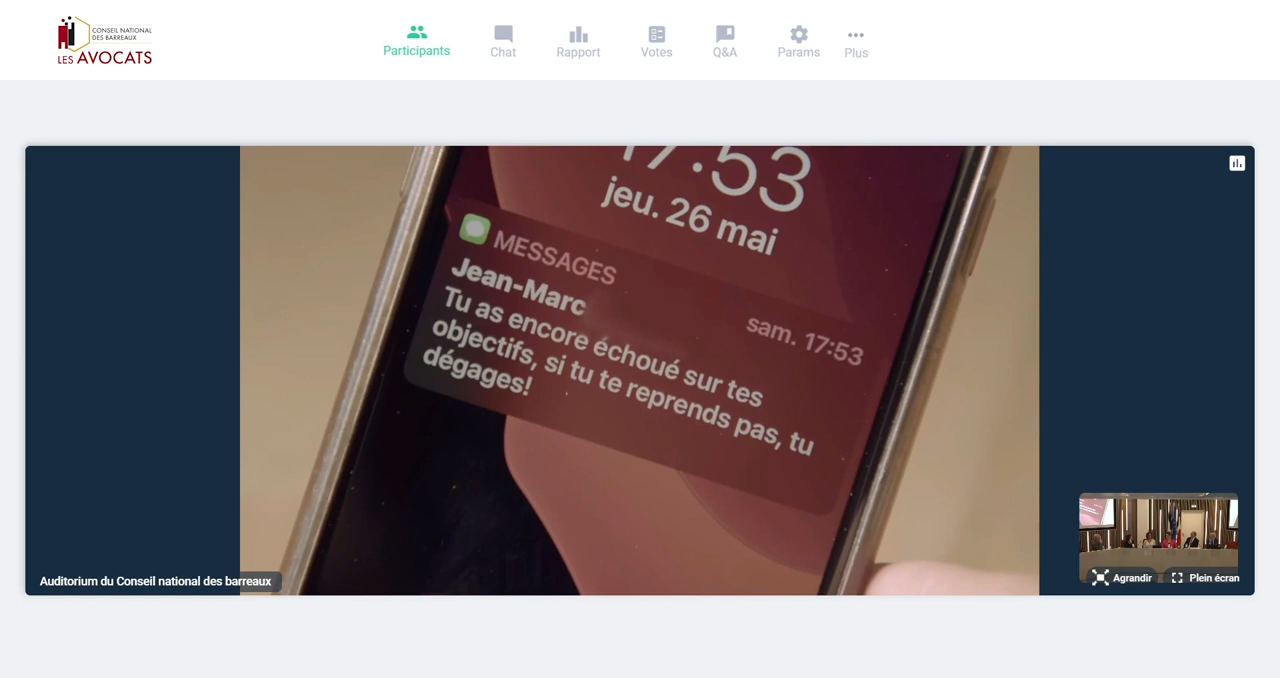 CONSEIL NATIONAL
DES BARREAUX
LES AVOCATS
Participants
Chat
Rapport
Votes
Q&A
Params
Plus
17:53
jeu. 26 mai
MESSAGES
Jean-Marc
sam. 17:53
Tu as encore échoué sur tes
objectifs, si tu te reprends pas, tu
dégages!
Auditorium du Conseil national des barreaux
Agrandir
Plein écran